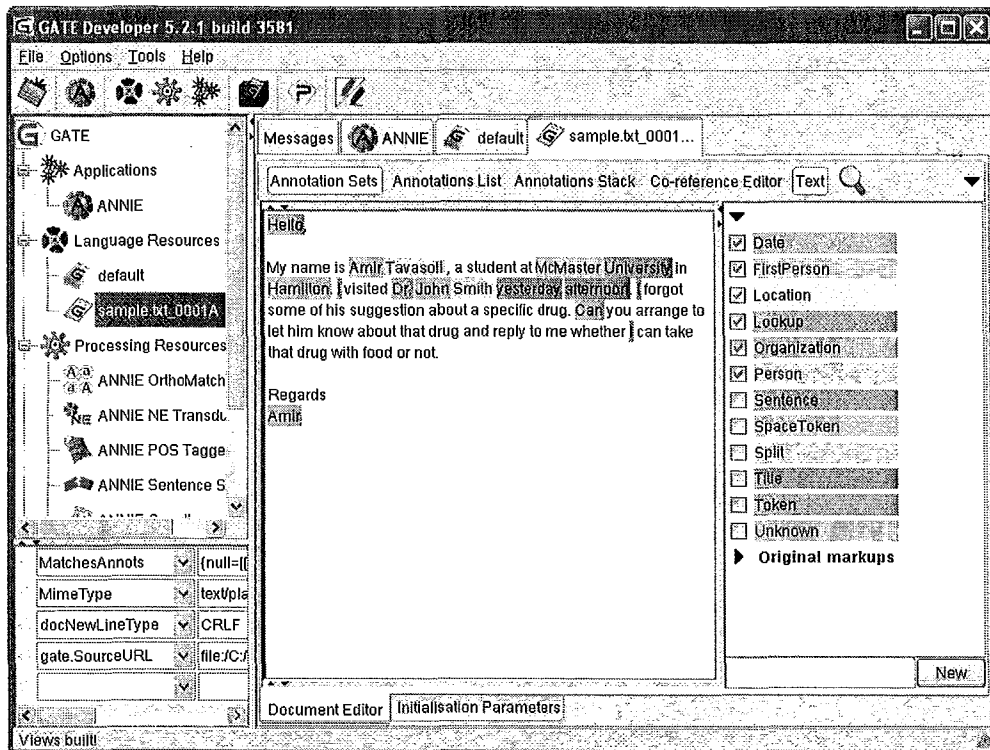 GATE Developer 5.2.1 build 3581
File Options Tools Help
GATE
Applications
ANNIE
Language Resources
default
sample.txt_0001A
Processing Resources
ANNIE OrthoMatch
ANNIE NE Transdu
ANNIE POS Tagge
ANNIE Sentence S
MatchesAnnots {null=[[
MimeType text/pla
docNewLineType CRLF
gate.SourceURL file:/C:/
Messages ANNIE default sample.txt_0001...
Annotation Sets Annotations List Annotations Stack Co-reference Editor Text
Hello,
My name is Amir Tavasoli , a student at McMaster University in
Hamilton. I visited Dr. John Smith yesterday afternoon. I forgot
some of his suggestion about a specific drug. Can you arrange to
let him know about that drug and reply to me whether I can take
that drug with food or not.
Regards
Amir
Date
FirstPerson
Location
Lookup
Organization
Person
Sentence
SpaceToken
Split
Title
Token
Unknown
Original markups
New
Document Editor Initialisation Parameters
Views built!